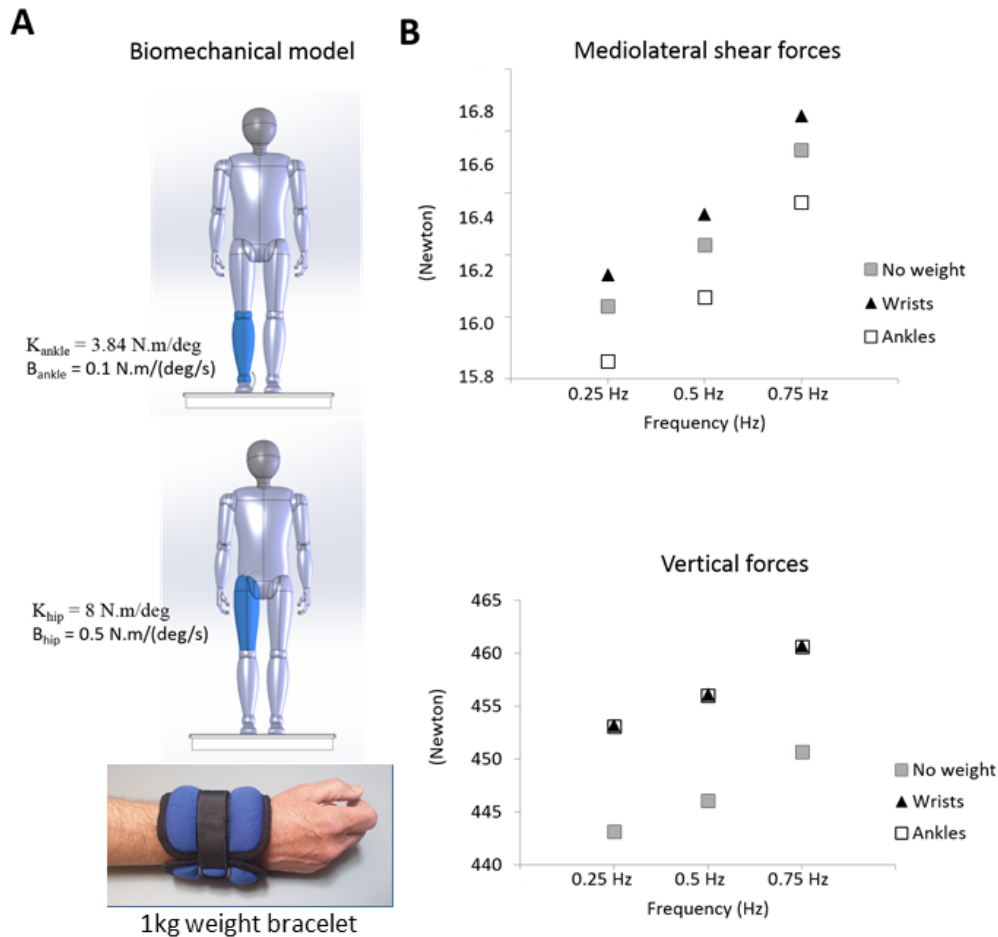 A
Biomechanical model
K_ankle = 3.84 N.m/deg
B_ankle = 0.1 N.m/(deg/s)
K_hip = 8 N.m/deg
B_hip = 0.5 N.m/(deg/s)
1kg weight bracelet
B
Mediolateral shear forces
(Newton)
16.8
16.6
16.4
16.2
16.0
15.8
0.25 Hz
0.5 Hz
0.75 Hz
Frequency (Hz)
No weight
Wrists
Ankles
Vertical forces
(Newton)
465
460
455
450
445
440
0.25 Hz
0.5 Hz
0.75 Hz
Frequency (Hz)
No weight
Wrists
Ankles